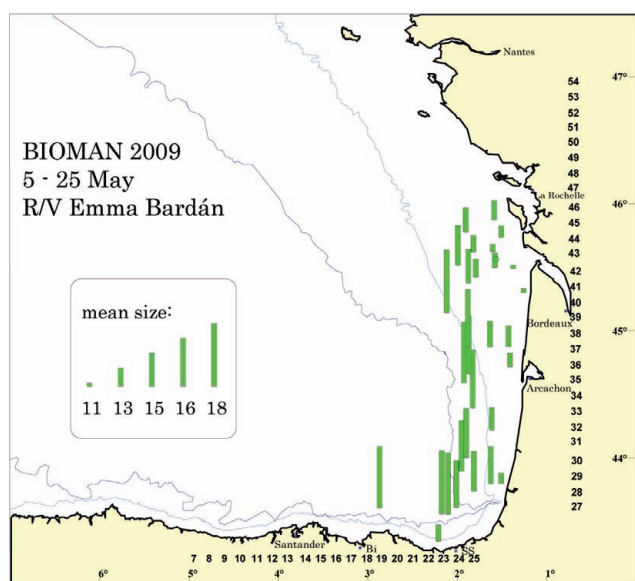 Nantes
47°
54
53
52
51
50
49
48
47
La Rochelle
46°
46
45
44
43
42
41
40
39
Bordeaux
45°
38
37
36
35
Arcachon
34
33
32
31
30
44°
29
28
27
BIOMAN 2009
5 - 25 May
R/V Emma Bardán
mean size:
11 13 15 16 18
Santander Bi SS
7 8 9 10 11 12 13 14 15 16 17 18 19 20 21 22 23 24 25
6° 5° 4° 3° 2° 1°